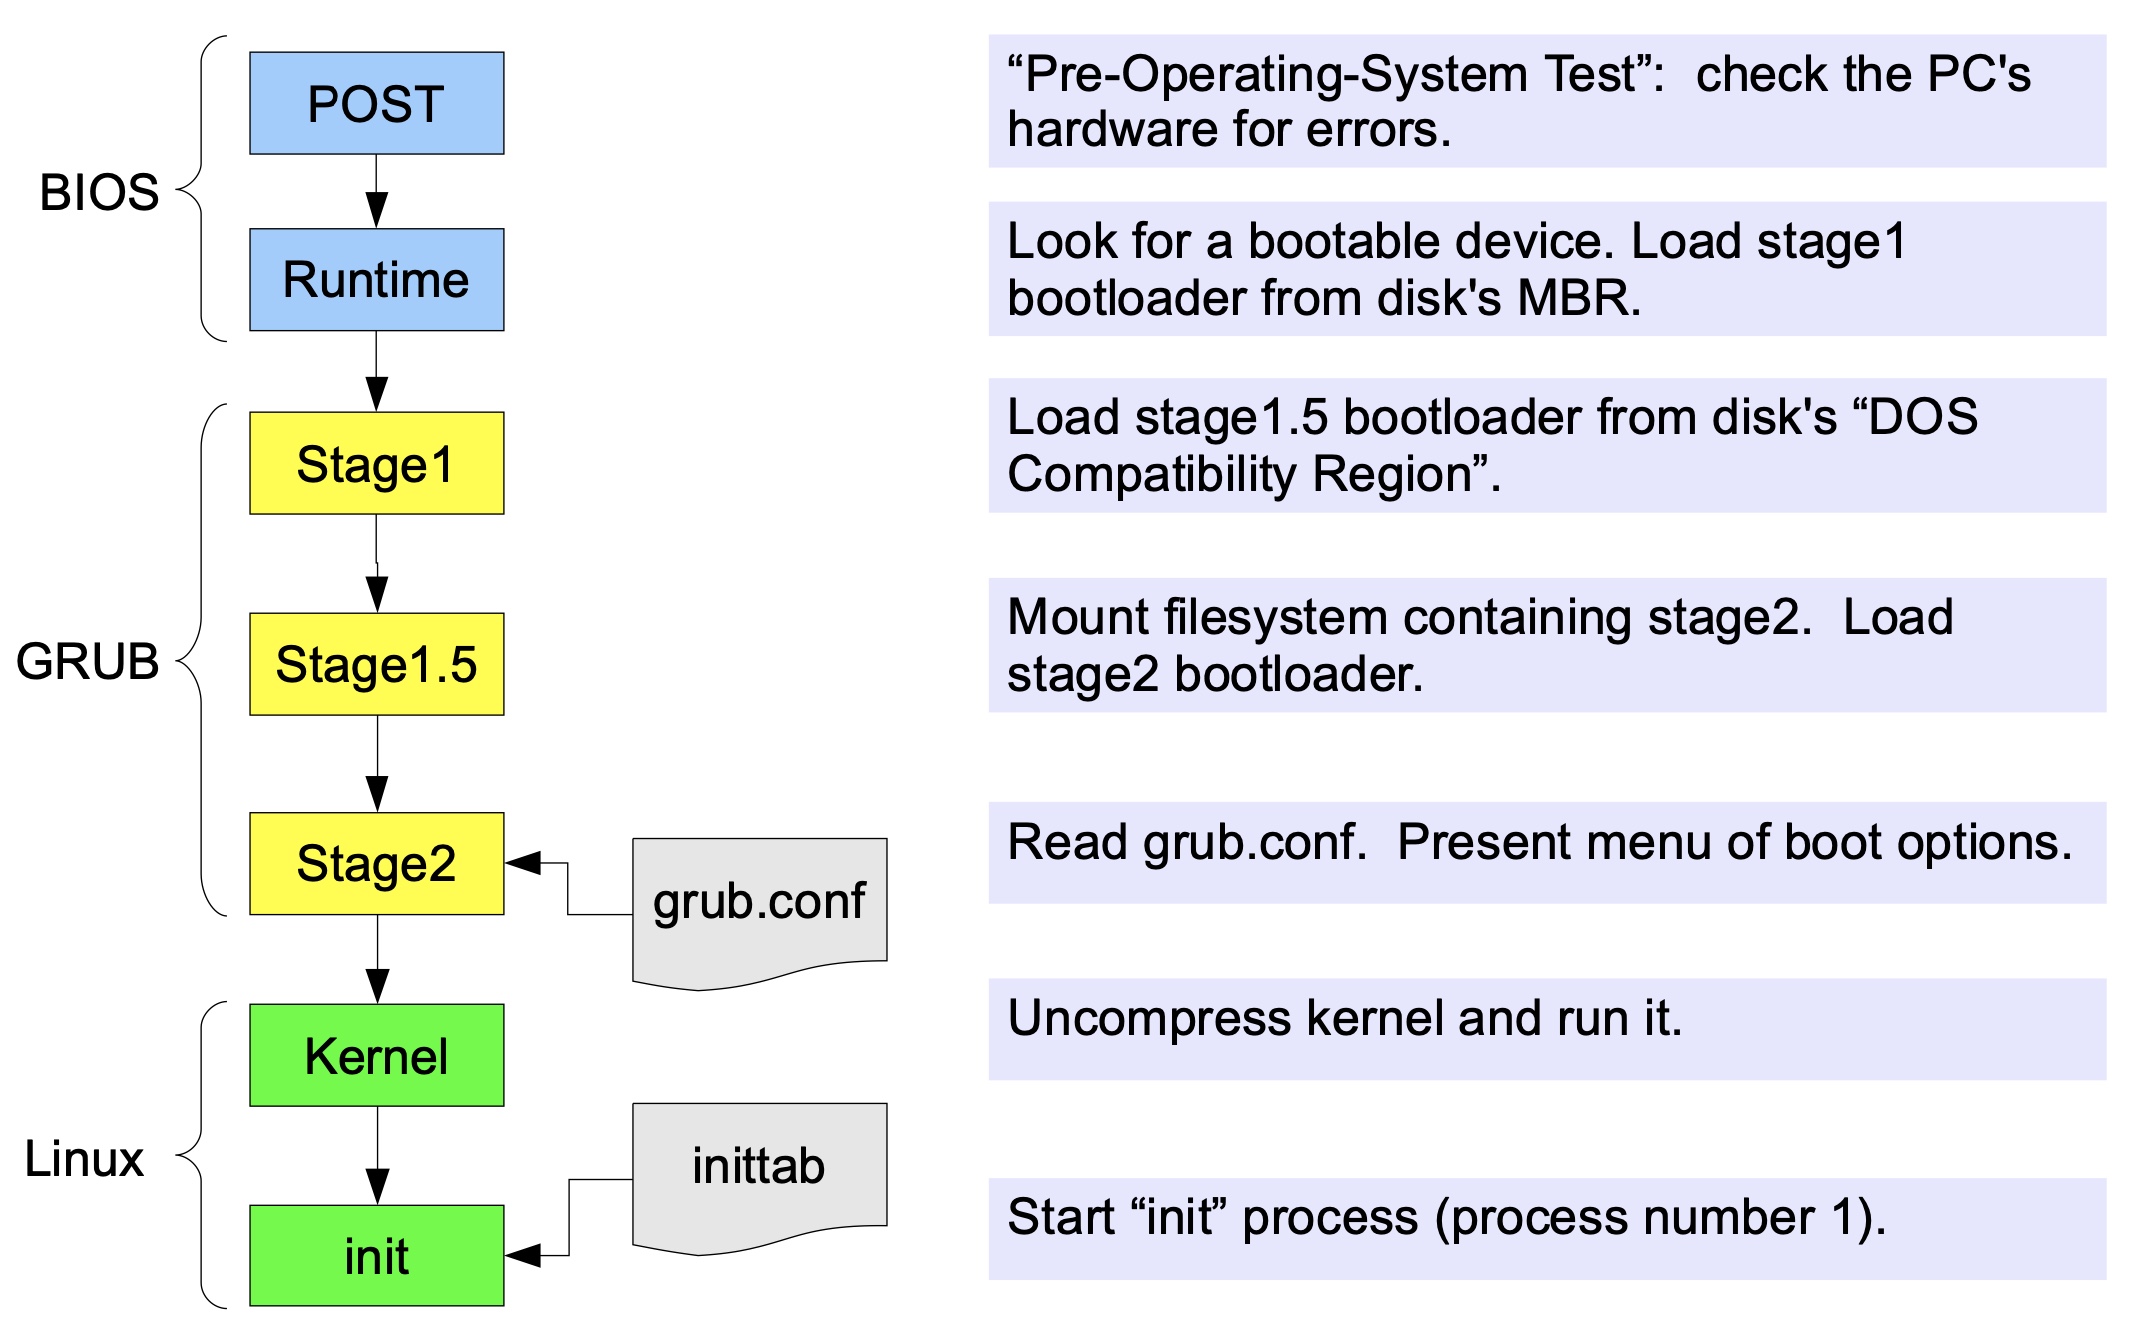 POST
“Pre-Operating-System Test”:  check the PC's
hardware for errors.
BIOS
Runtime
Look for a bootable device. Load stage1
bootloader from disk's MBR.
Stage1
Load stage1.5 bootloader from disk's “DOS
Compatibility Region”.
GRUB
Stage1.5
Mount filesystem containing stage2.  Load
stage2 bootloader.
Stage2
grub.conf
Read grub.conf.  Present menu of boot options.
Kernel
Uncompress kernel and run it.
Linux
inittab
init
Start “init” process (process number 1).